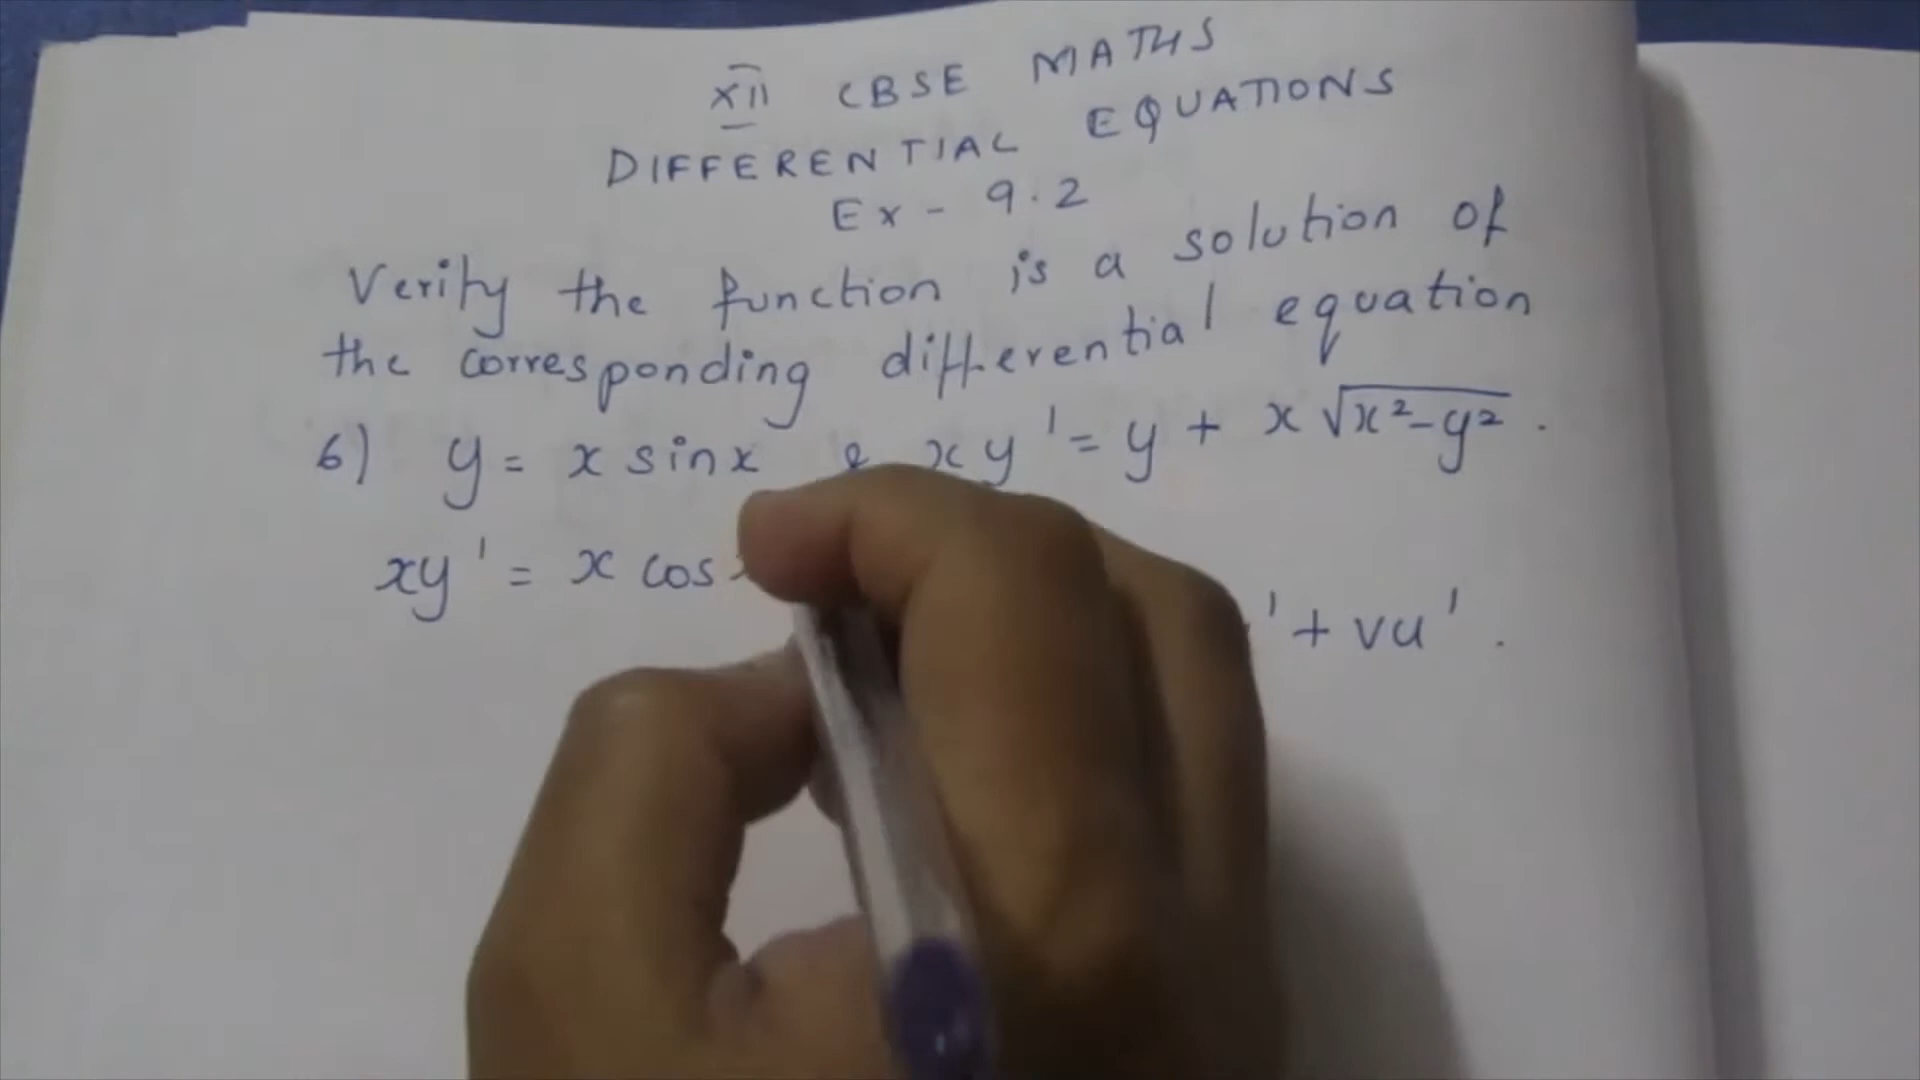 XII CBSE MATHS
DIFFERENTIAL EQUATIONS
Ex - 9.2
Verify the function is a solution of
the corresponding differential equation
6) y = x sinx xy' = y + x √x²-y² .
xy' = x cos
' + vu' .